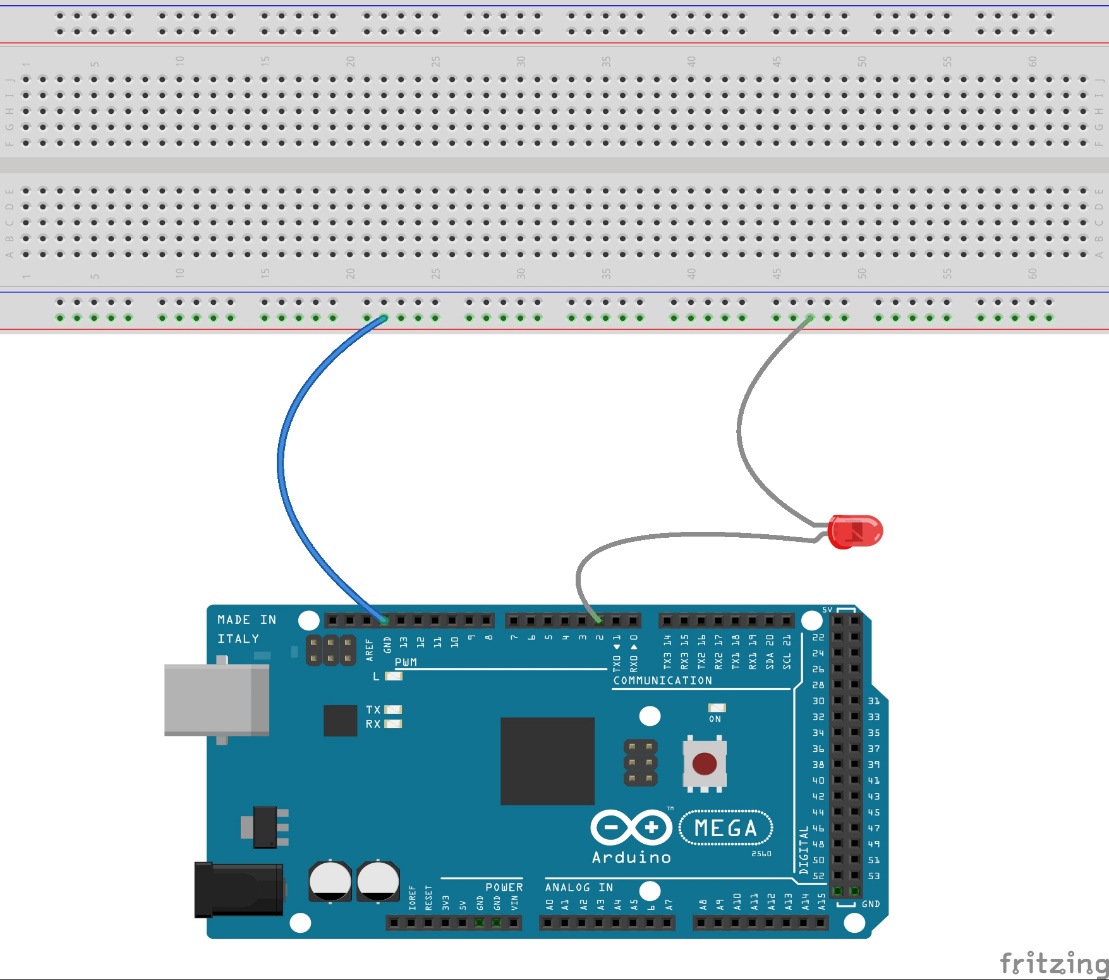 1 5 10 15 20 25 30 35 40 45 50 55 60
J J
I I
H H
G G
F F
E E
D D
C C
B B
A A
1 5 10 15 20 25 30 35 40 45 50 55 60
MADE IN
ITALY
AREF GND 13 12 11 10 9 8 7 6 5 4 3 2 TX0 1 RX0 0 TX3 14 RX3 15 TX2 16 RX2 17 TX1 18 RX1 19 SDA 20 SCL 21
5V
PWM
COMMUNICATION
L
TX
RX
ON
22
24
26
28
30 31
32 33
34 35
36 37
38 39
40 41
42 43
44 45
46 47
48 49
50 51
52 53
GND
DIGITAL
MEGA
TM
2560
Arduino
POWER
ANALOG IN
IOREF RESET 3V3 5V GND GND VIN A0 A1 A2 A3 A4 A5 6 A7 A8 A9 A10 A11 A12 A13 A14 A15
fritzing